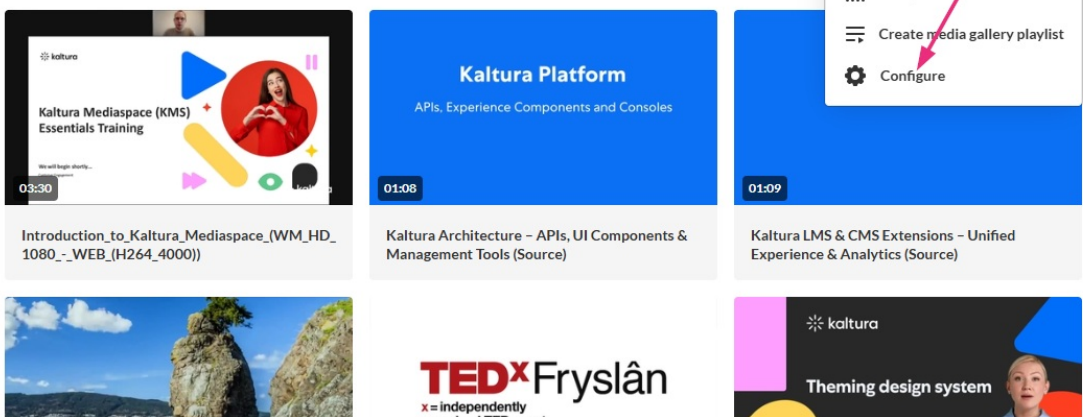 Create media gallery playlist
Configure
kaltura
Kaltura Mediaspace (KMS)
Essentials Training
We will begin shortly...
03:30
Kaltura Platform
APIs, Experience Components and Consoles
01:08
01:09
Introduction_to_Kaltura_Mediaspace_(WM_HD_
1080_-_WEB_(H264_4000))
Kaltura Architecture – APIs, UI Components &
Management Tools (Source)
Kaltura LMS & CMS Extensions – Unified
Experience & Analytics (Source)
TEDxFryslân
x = independently
kaltura
Theming design system